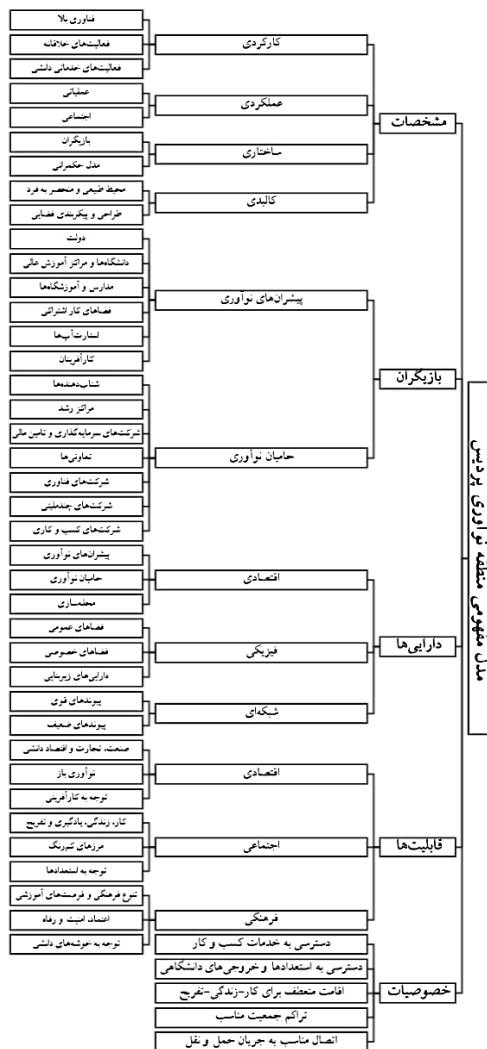 مدل مفهومی منطقه نوآوری پردیس
مشخصات
کارکردی
فناوری بالا
فعالیت‌های خلاقانه
فعالیت‌های خدماتی دانشی
عملکردی
عملیاتی
اجتماعی
ساختاری
بازیگران
مدل حکمرانی
کالبدی
محیط طبیعی و منحصر به فرد
طراحی و پیکربندی فضایی
بازیگران
پیشران‌های نوآوری
دولت
دانشگاه‌ها و مراکز آموزش عالی
مدارس و آموزشگاه‌ها
فضاهای کار اشتراکی
استارت‌آپ‌ها
کارآفرینان
حامیان نوآوری
شتاب‌دهنده‌ها
مراکز رشد
شرکت‌های سرمایه‌گذاری و تامین مالی
تعاونی‌ها
شرکت‌های فناوری
شرکت‌های چندملیتی
شرکت‌های کسب و کاری
دارایی‌ها
اقتصادی
پیشران‌های نوآوری
حامیان نوآوری
محله‌سازی
فیزیکی
فضاهای عمومی
فضاهای خصوصی
دارایی‌های زیربنایی
شبکه‌ای
پیوندهای قوی
پیوندهای ضعیف
قابلیت‌ها
اقتصادی
صنعت، تجارت و اقتصاد دانشی
نوآوری باز
توجه به کارآفرینی
اجتماعی
کار، زندگی، یادگیری و تفریح
مرزهای کم‌رنگ
توجه به استعدادها
فرهنگی
تنوع فرهنگی و فرصت‌های آموزشی
اعتماد، امنیت و رفاه
توجه به خوشه‌های دانشی
خصوصیات
دسترسی به خدمات کسب و کار
دسترسی به استعدادها و خروجی‌های دانشگاهی
اقامت منعطف برای کار-زندگی-تفریح
تراکم جمعیت مناسب
اتصال مناسب به جریان حمل و نقل